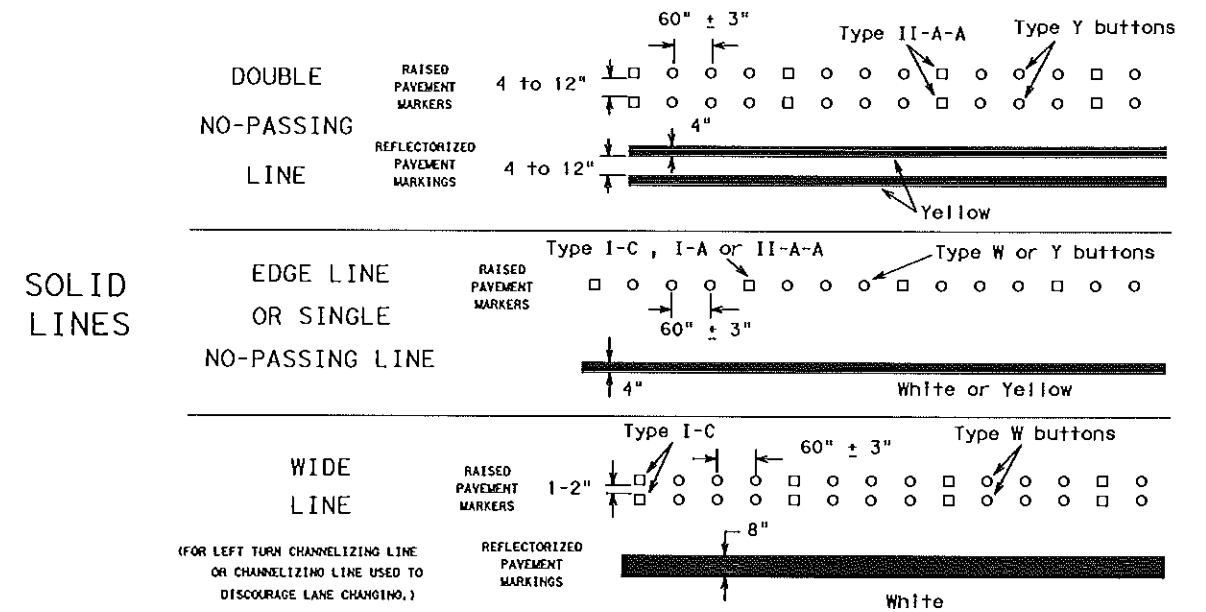 60" ± 3"
Type II-A-A
Type Y buttons
DOUBLE
NO-PASSING
LINE
RAISED
PAVEMENT
MARKERS
4 to 12"
4"
REFLECTORIZED
PAVEMENT
MARKINGS
4 to 12"
Yellow
SOLID
LINES
EDGE LINE
OR SINGLE
NO-PASSING LINE
RAISED
PAVEMENT
MARKERS
Type I-C , I-A or II-A-A
Type W or Y buttons
60" ± 3"
4"
White or Yellow
WIDE
LINE
(FOR LEFT TURN CHANNELIZING LINE
OR CHANNELIZING LINE USED TO
DISCOURAGE LANE CHANGING.)
RAISED
PAVEMENT
MARKERS
1-2"
Type I-C
60" ± 3"
Type W buttons
REFLECTORIZED
PAVEMENT
MARKINGS
8"
White